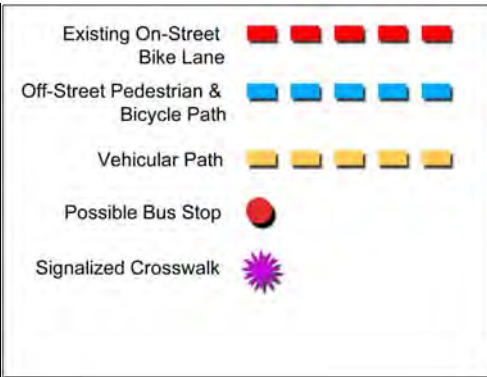 Existing On-Street
Bike Lane
Off-Street Pedestrian &
Bicycle Path
Vehicular Path
Possible Bus Stop
Signalized Crosswalk